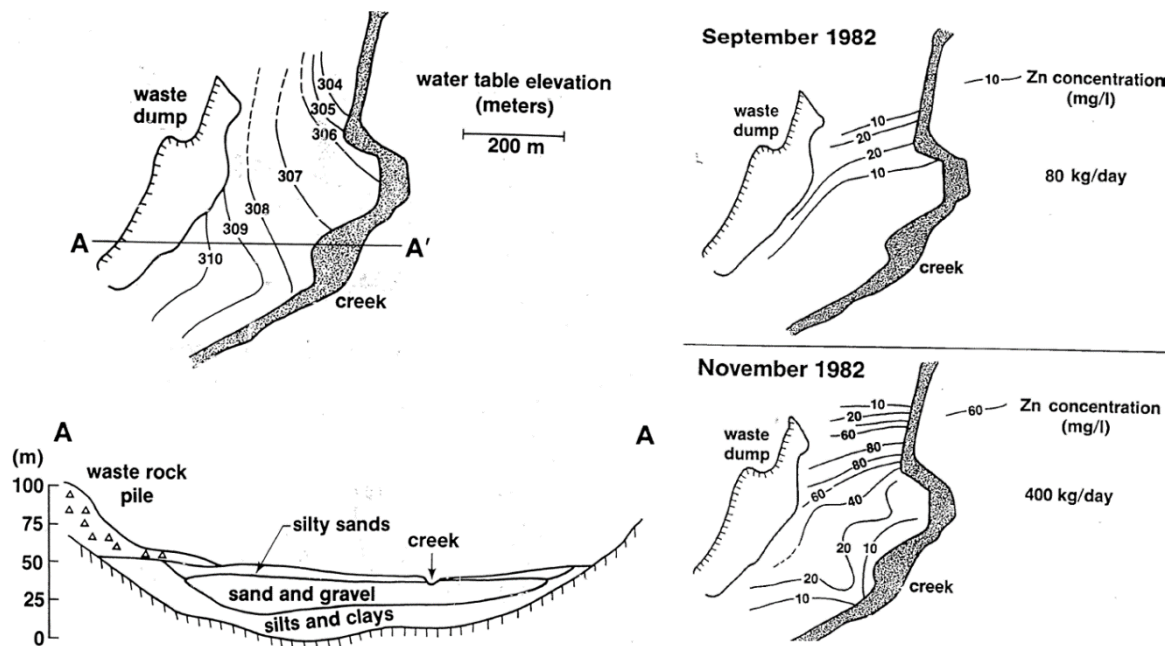 waste
dump
304
305
306
307
308
309
310
water table elevation
(meters)
200 m
A
A'
creek
September 1982
—10— Zn concentration
(mg/l)
waste
dump
10
20
20
10
80 kg/day
creek
November 1982
—60— Zn concentration
(mg/l)
waste
dump
10
20
60
80
80
60
40
20
10
20
10
400 kg/day
creek
A
A
(m)
100
75
50
25
0
waste rock
pile
silty sands
creek
sand and gravel
silts and clays